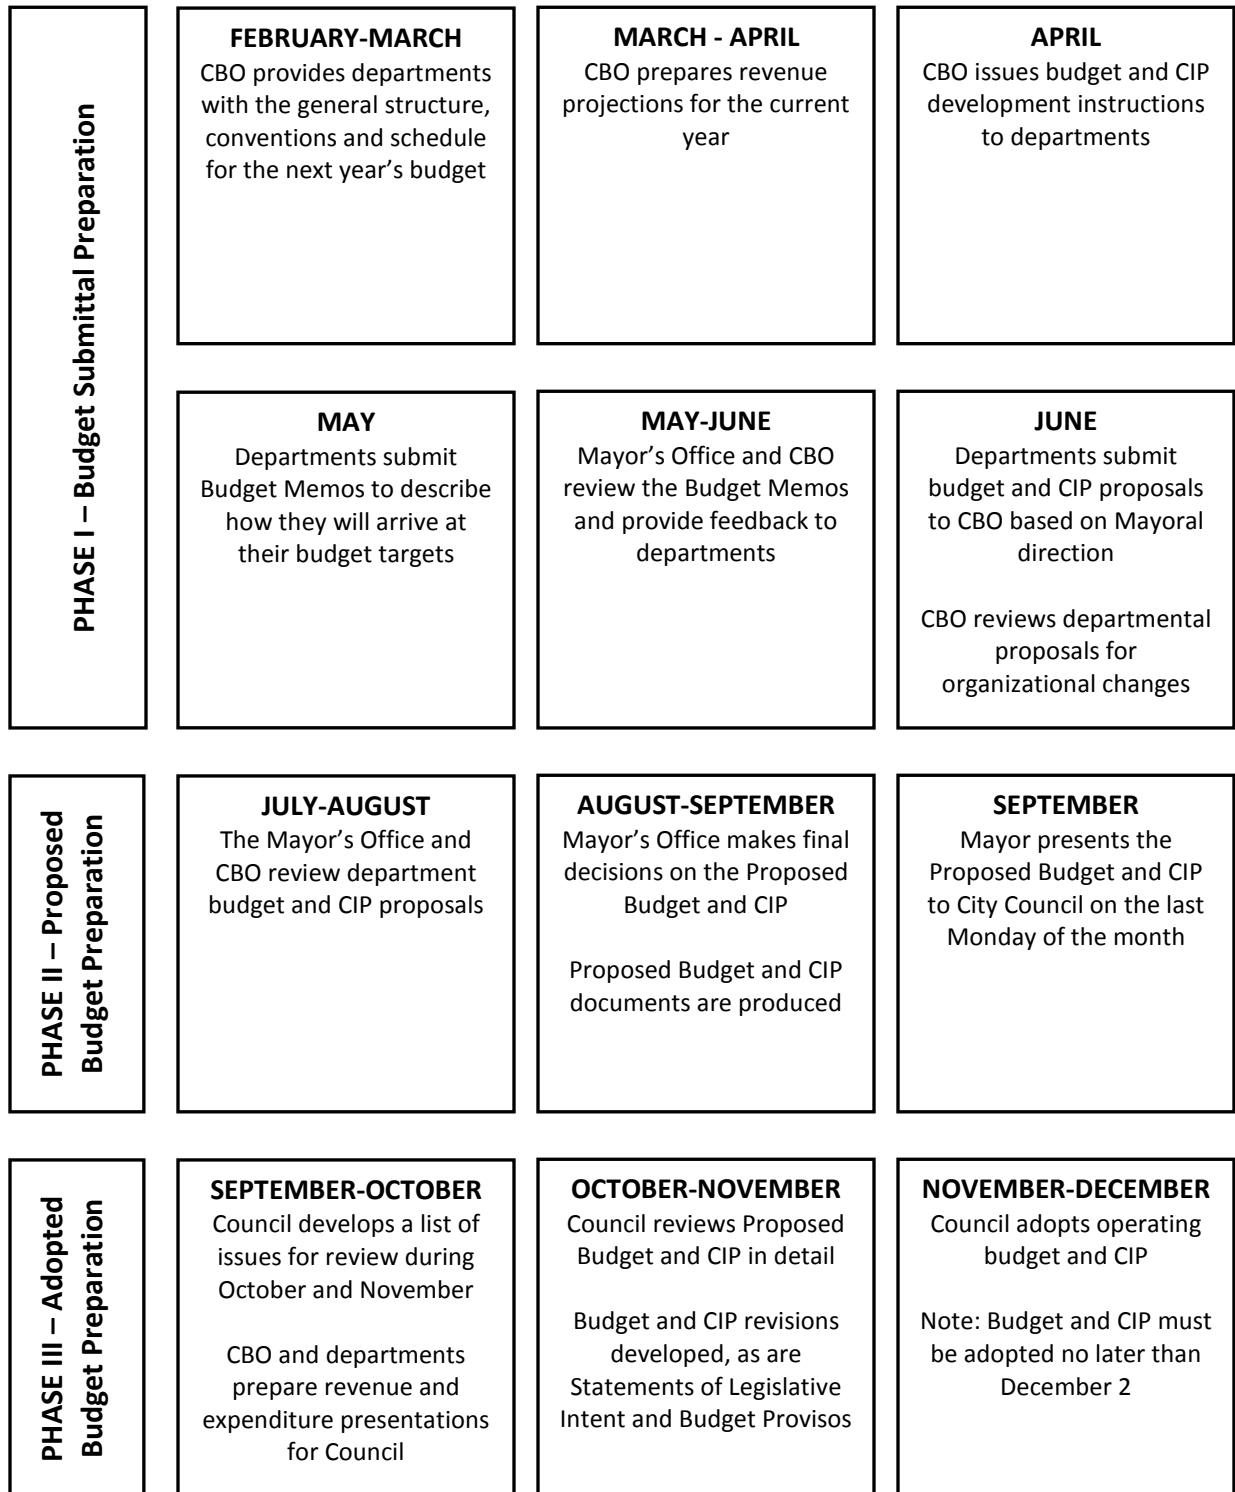 PHASE I – Budget Submittal Preparation
FEBRUARY-MARCH
CBO provides departments
with the general structure,
conventions and schedule
for the next year’s budget
MARCH - APRIL
CBO prepares revenue
projections for the current
year
APRIL
CBO issues budget and CIP
development instructions
to departments
MAY
Departments submit
Budget Memos to describe
how they will arrive at
their budget targets
MAY-JUNE
Mayor’s Office and CBO
review the Budget Memos
and provide feedback to
departments
JUNE
Departments submit
budget and CIP proposals
to CBO based on Mayoral
direction
CBO reviews departmental
proposals for
organizational changes
PHASE II – Proposed
Budget Preparation
JULY-AUGUST
The Mayor’s Office and
CBO review department
budget and CIP proposals
AUGUST-SEPTEMBER
Mayor’s Office makes final
decisions on the Proposed
Budget and CIP
Proposed Budget and CIP
documents are produced
SEPTEMBER
Mayor presents the
Proposed Budget and CIP
to City Council on the last
Monday of the month
PHASE III – Adopted
Budget Preparation
SEPTEMBER-OCTOBER
Council develops a list of
issues for review during
October and November
CBO and departments
prepare revenue and
expenditure presentations
for Council
OCTOBER-NOVEMBER
Council reviews Proposed
Budget and CIP in detail
Budget and CIP revisions
developed, as are
Statements of Legislative
Intent and Budget Provisos
NOVEMBER-DECEMBER
Council adopts operating
budget and CIP
Note: Budget and CIP must
be adopted no later than
December 2